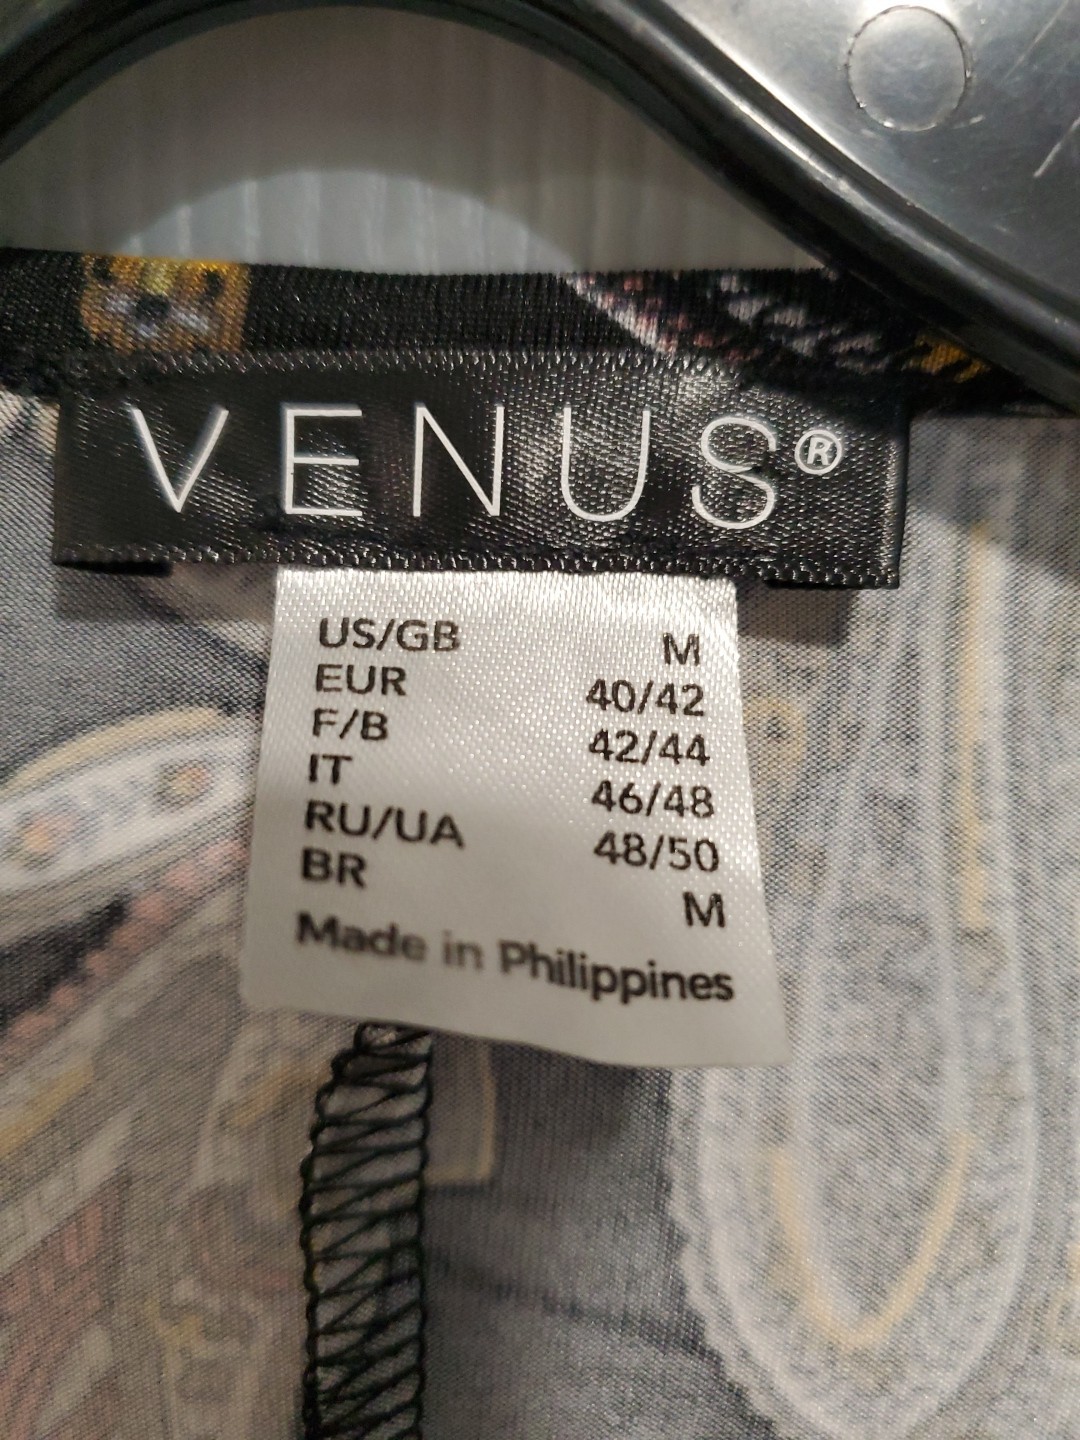 VENUS®
US/GB M
EUR 40/42
F/B 42/44
IT 46/48
RU/UA 48/50
BR M
Made in Philippines